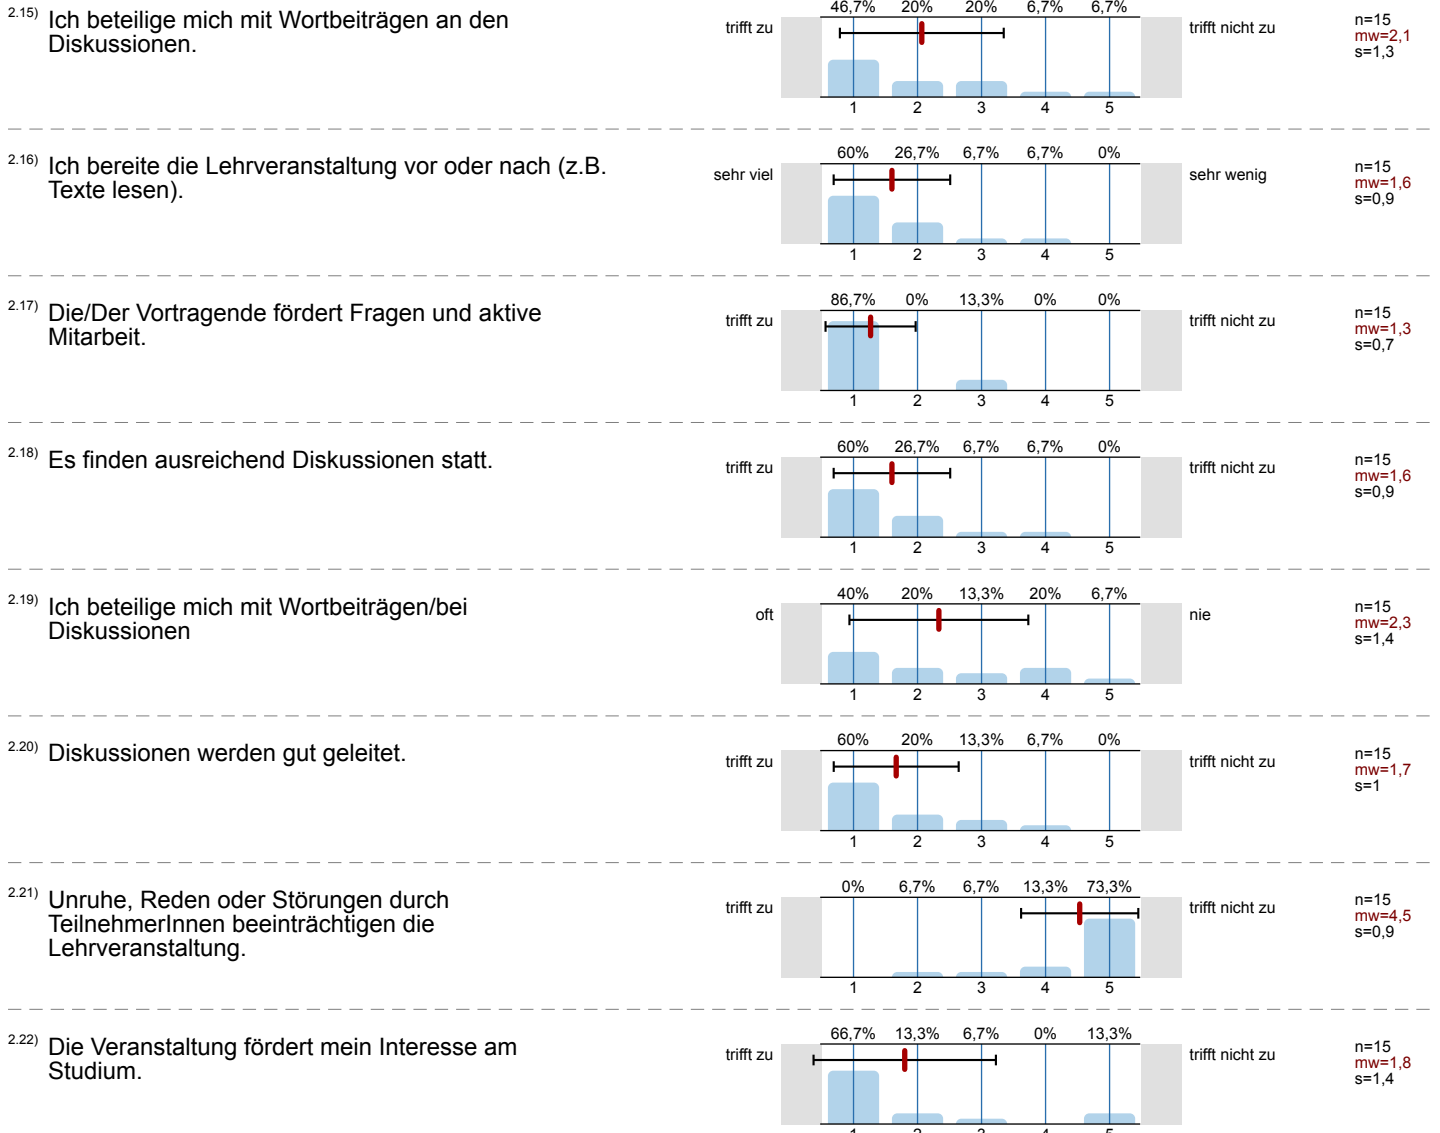 2.15) Ich beteilige mich mit Wortbeiträgen an den
Diskussionen.
46,7% 20% 20% 6,7% 6,7%
trifft zu
trifft nicht zu
n=15
mw=2,1
s=1,3
1 2 3 4 5
2.16) Ich bereite die Lehrveranstaltung vor oder nach (z.B.
Texte lesen).
60% 26,7% 6,7% 6,7% 0%
sehr viel
sehr wenig
n=15
mw=1,6
s=0,9
1 2 3 4 5
2.17) Die/Der Vortragende fördert Fragen und aktive
Mitarbeit.
86,7% 0% 13,3% 0% 0%
trifft zu
trifft nicht zu
n=15
mw=1,3
s=0,7
1 2 3 4 5
2.18) Es finden ausreichend Diskussionen statt.
60% 26,7% 6,7% 6,7% 0%
trifft zu
trifft nicht zu
n=15
mw=1,6
s=0,9
1 2 3 4 5
2.19) Ich beteilige mich mit Wortbeiträgen/bei
Diskussionen
40% 20% 13,3% 20% 6,7%
oft
nie
n=15
mw=2,3
s=1,4
1 2 3 4 5
2.20) Diskussionen werden gut geleitet.
60% 20% 13,3% 6,7% 0%
trifft zu
trifft nicht zu
n=15
mw=1,7
s=1
1 2 3 4 5
2.21) Unruhe, Reden oder Störungen durch
TeilnehmerInnen beeinträchtigen die
Lehrveranstaltung.
0% 6,7% 6,7% 13,3% 73,3%
trifft zu
trifft nicht zu
n=15
mw=4,5
s=0,9
1 2 3 4 5
2.22) Die Veranstaltung fördert mein Interesse am
Studium.
66,7% 13,3% 6,7% 0% 13,3%
trifft zu
trifft nicht zu
n=15
mw=1,8
s=1,4
1 2 3 4 5